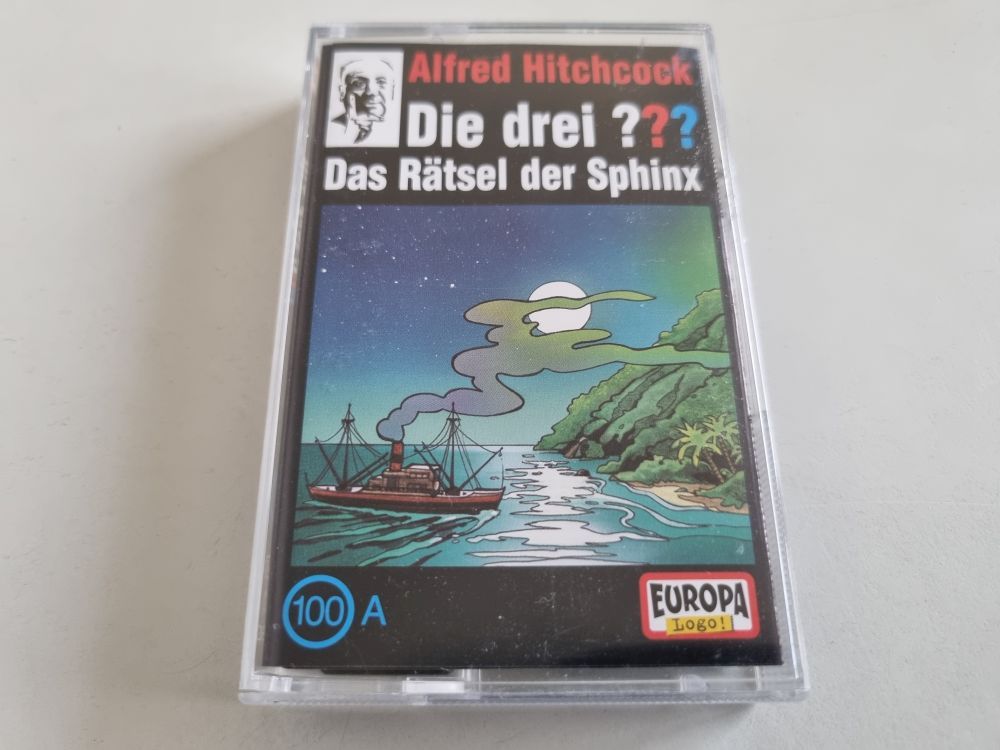 Alfred Hitchcock
Die drei ???
Das Rätsel der Sphinx
100 A
EUROPA
Logo!